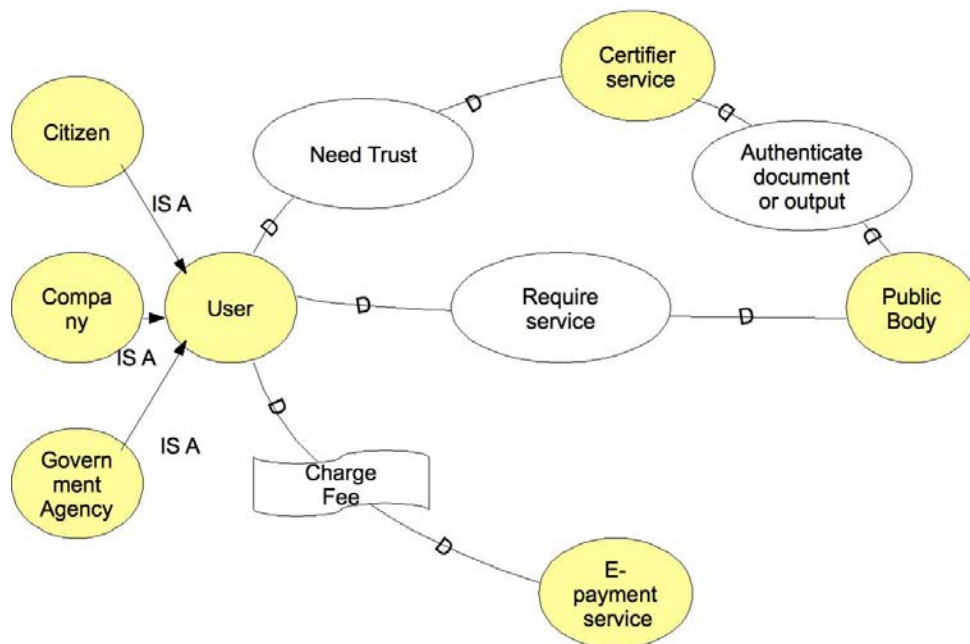 Certifier
service
D
D
Citizen
Need Trust
Authenticate
document
or output
IS A
D
D
Compa
ny
User
D
Require
service
D
Public
Body
IS A
D
IS A
Govern
ment
Agency
Charge
Fee
D
E-
payment
service